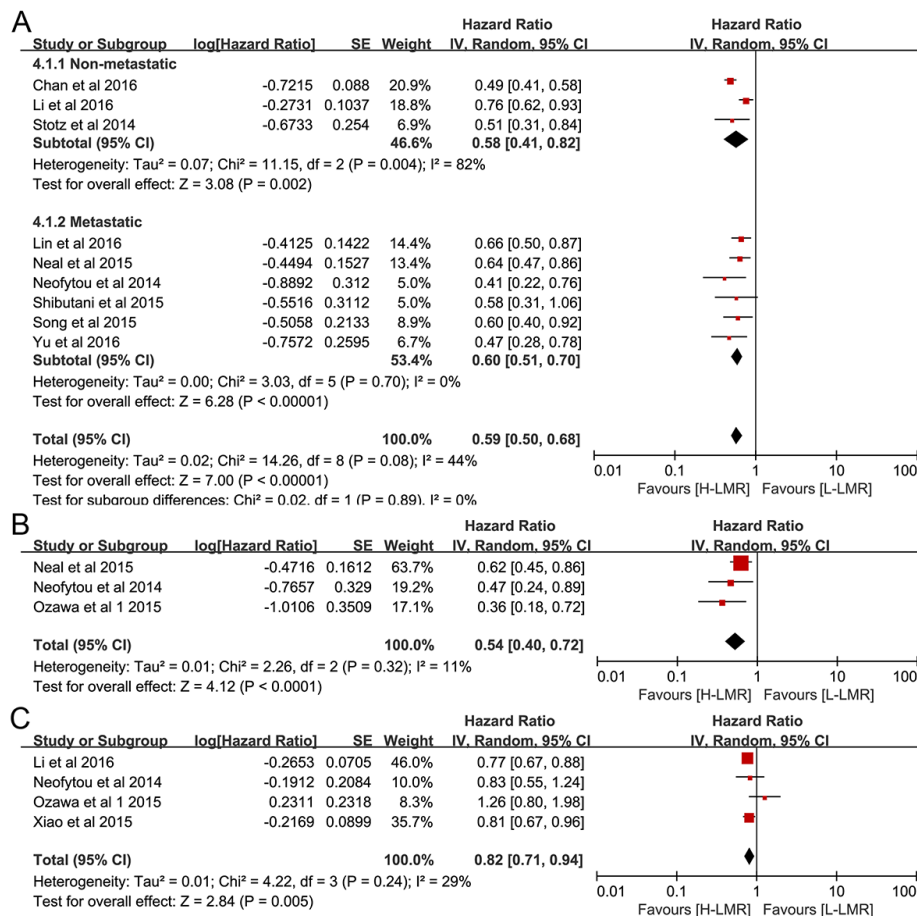 A
Hazard Ratio Hazard Ratio
Study or Subgroup log[Hazard Ratio] SE Weight IV, Random, 95% CI IV, Random, 95% CI
4.1.1 Non-metastatic
Chan et al 2016 -0.7215 0.088 20.9% 0.49 [0.41, 0.58]
Li et al 2016 -0.2731 0.1037 18.8% 0.76 [0.62, 0.93]
Stotz et al 2014 -0.6733 0.254 6.9% 0.51 [0.31, 0.84]
Subtotal (95% CI) 46.6% 0.58 [0.41, 0.82]
Heterogeneity: Tau² = 0.07; Chi² = 11.15, df = 2 (P = 0.004); I² = 82%
Test for overall effect: Z = 3.08 (P = 0.002)
4.1.2 Metastatic
Lin et al 2016 -0.4125 0.1422 14.4% 0.66 [0.50, 0.87]
Neal et al 2015 -0.4494 0.1527 13.4% 0.64 [0.47, 0.86]
Neofytou et al 2014 -0.8892 0.312 5.0% 0.41 [0.22, 0.76]
Shibutani et al 2015 -0.5516 0.3112 5.0% 0.58 [0.31, 1.06]
Song et al 2015 -0.5058 0.2133 8.9% 0.60 [0.40, 0.92]
Yu et al 2016 -0.7572 0.2595 6.7% 0.47 [0.28, 0.78]
Subtotal (95% CI) 53.4% 0.60 [0.51, 0.70]
Heterogeneity: Tau² = 0.00; Chi² = 3.03, df = 5 (P = 0.70); I² = 0%
Test for overall effect: Z = 6.28 (P < 0.00001)
Total (95% CI) 100.0% 0.59 [0.50, 0.68]
Heterogeneity: Tau² = 0.02; Chi² = 14.26, df = 8 (P = 0.08); I² = 44%
Test for overall effect: Z = 7.00 (P < 0.00001)
Test for subgroup differences: Chi² = 0.02, df = 1 (P = 0.89), I² = 0%
0.01 0.1 1 10 100
Favours [H-LMR] Favours [L-LMR]
B
Hazard Ratio Hazard Ratio
Study or Subgroup log[Hazard Ratio] SE Weight IV, Random, 95% CI IV, Random, 95% CI
Neal et al 2015 -0.4716 0.1612 63.7% 0.62 [0.45, 0.86]
Neofytou et al 2014 -0.7657 0.329 19.2% 0.47 [0.24, 0.89]
Ozawa et al 1 2015 -1.0106 0.3509 17.1% 0.36 [0.18, 0.72]
Total (95% CI) 100.0% 0.54 [0.40, 0.72]
Heterogeneity: Tau² = 0.01; Chi² = 2.26, df = 2 (P = 0.32); I² = 11%
Test for overall effect: Z = 4.12 (P < 0.0001)
0.01 0.1 1 10 100
Favours [H-LMR] Favours [L-LMR]
C
Hazard Ratio Hazard Ratio
Study or Subgroup log[Hazard Ratio] SE Weight IV, Random, 95% CI IV, Random, 95% CI
Li et al 2016 -0.2653 0.0705 46.0% 0.77 [0.67, 0.88]
Neofytou et al 2014 -0.1912 0.2084 10.0% 0.83 [0.55, 1.24]
Ozawa et al 1 2015 0.2311 0.2318 8.3% 1.26 [0.80, 1.98]
Xiao et al 2015 -0.2169 0.0899 35.7% 0.81 [0.67, 0.96]
Total (95% CI) 100.0% 0.82 [0.71, 0.94]
Heterogeneity: Tau² = 0.01; Chi² = 4.22, df = 3 (P = 0.24); I² = 29%
Test for overall effect: Z = 2.84 (P = 0.005)
0.01 0.1 1 10 100
Favours [H-LMR] Favours [L-LMR]